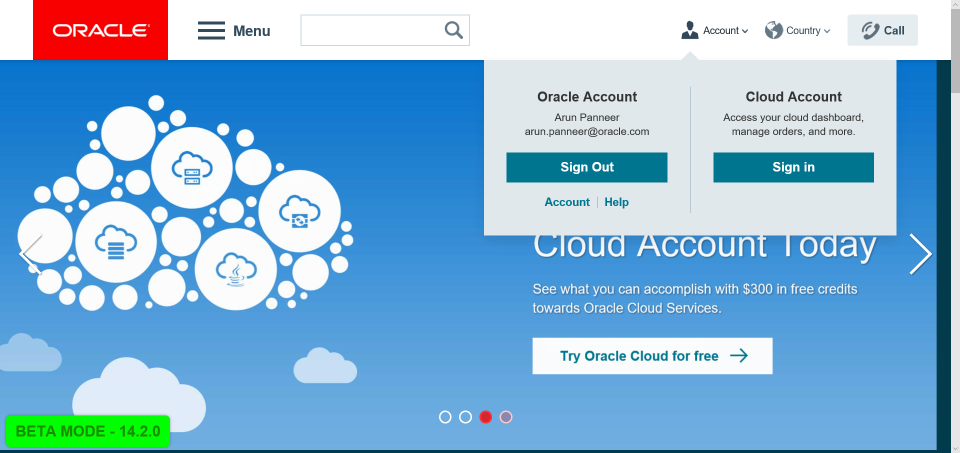 ORACLE
Menu
Account
Country
Call
Oracle Account
Arun Panneer
arun.panneer@oracle.com
Sign Out
Account | Help
Cloud Account
Access your cloud dashboard,
manage orders, and more.
Sign in
Cloud Account Today
See what you can accomplish with $300 in free credits
towards Oracle Cloud Services.
Try Oracle Cloud for free
BETA MODE - 14.2.0